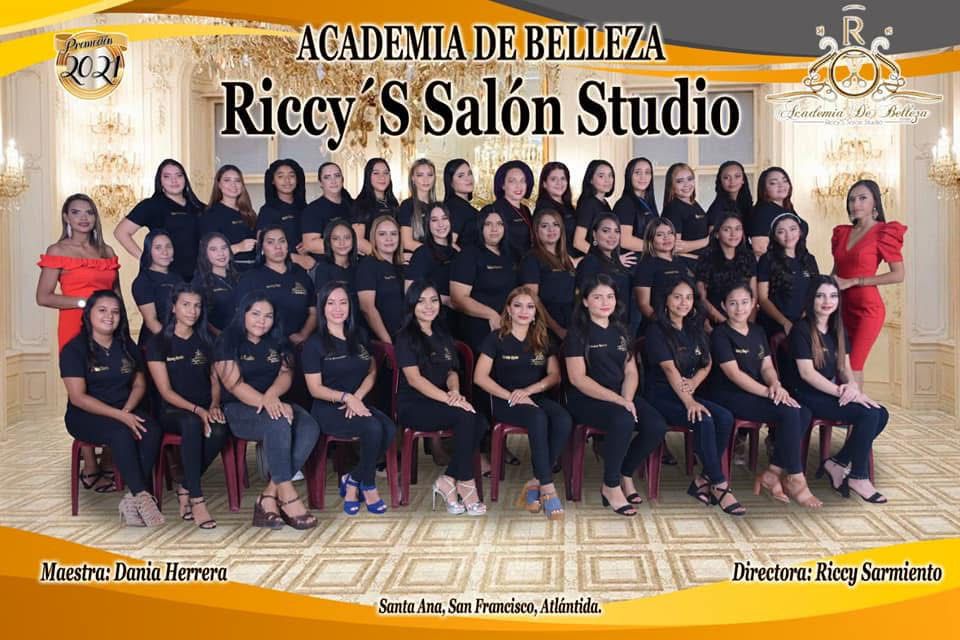 Promoción
2021
ACADEMIA DE BELLEZA
Riccy´S Salón Studio
R
Academia De Belleza
Riccy´s Salón Studio
Maestra: Dania Herrera
Directora: Riccy Sarmiento
Santa Ana, San Francisco, Atlántida.